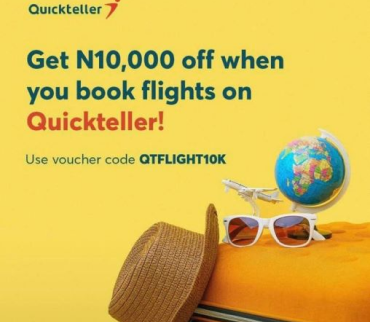 Quickteller
Get N10,000 off when
you book flights on
Quickteller!
Use voucher code QTFLIGHT10K